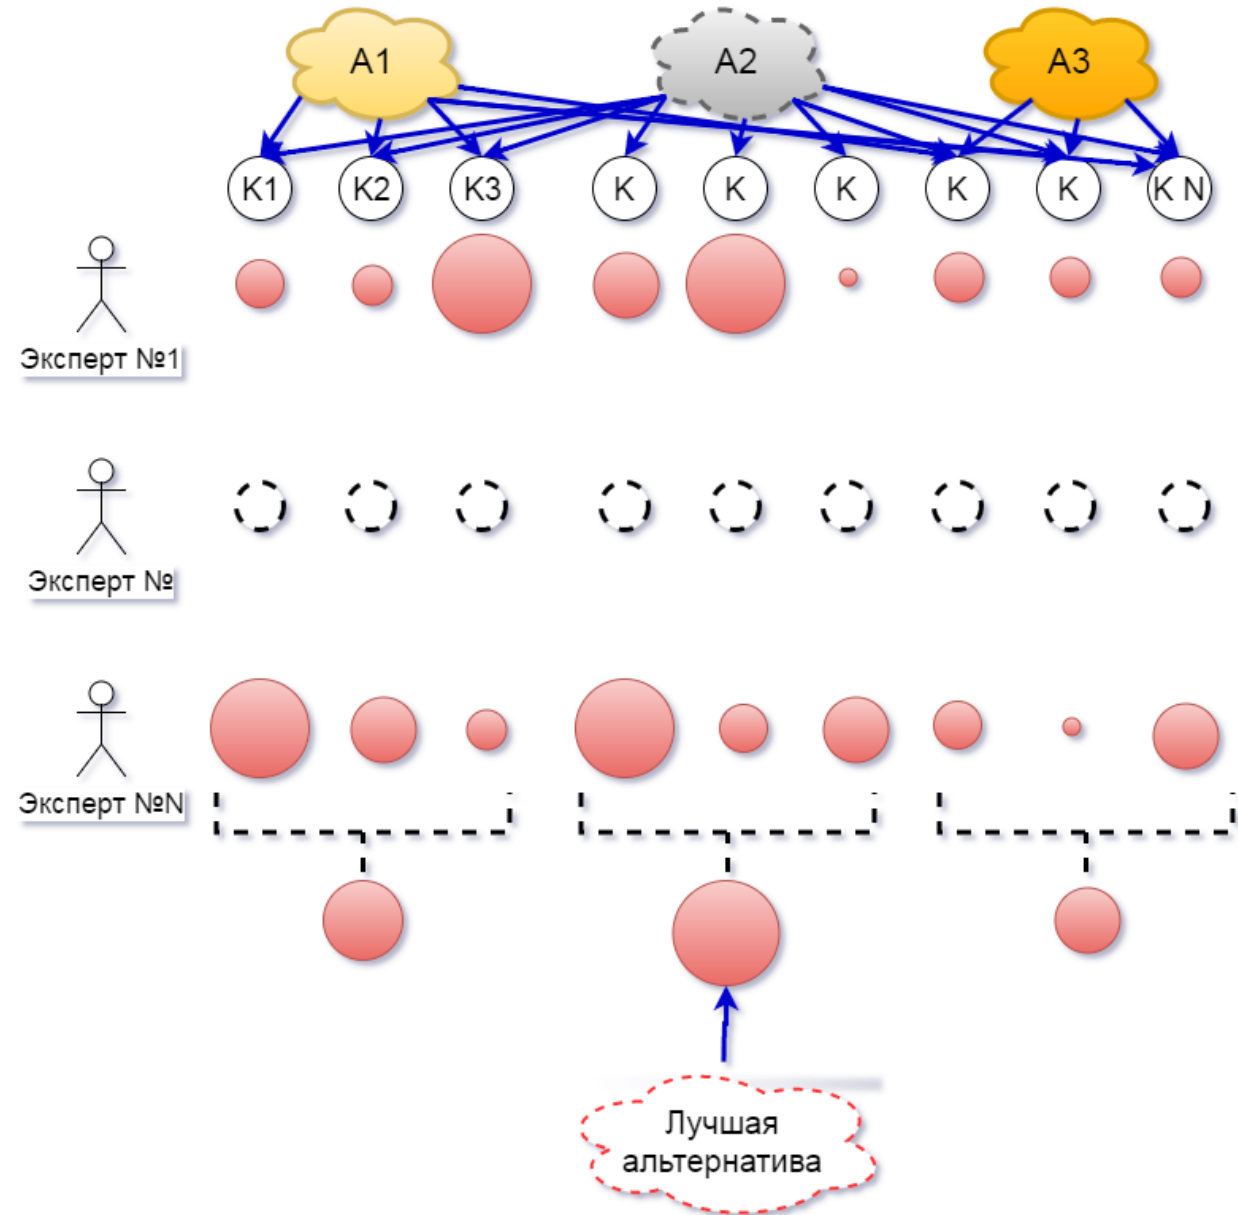 A1
A2
A3
K1
K2
K3
K
K
K
K
K
K N
Эксперт №1
Эксперт №
Эксперт №N
Лучшая
альтернатива